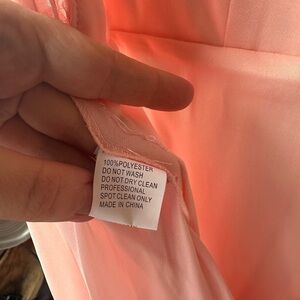 100%POLYESTER
DO NOT WASH
DO NOT DRY CLEAN
PROFESSIONAL
SPOT CLEAN ONLY
MADE IN CHINA